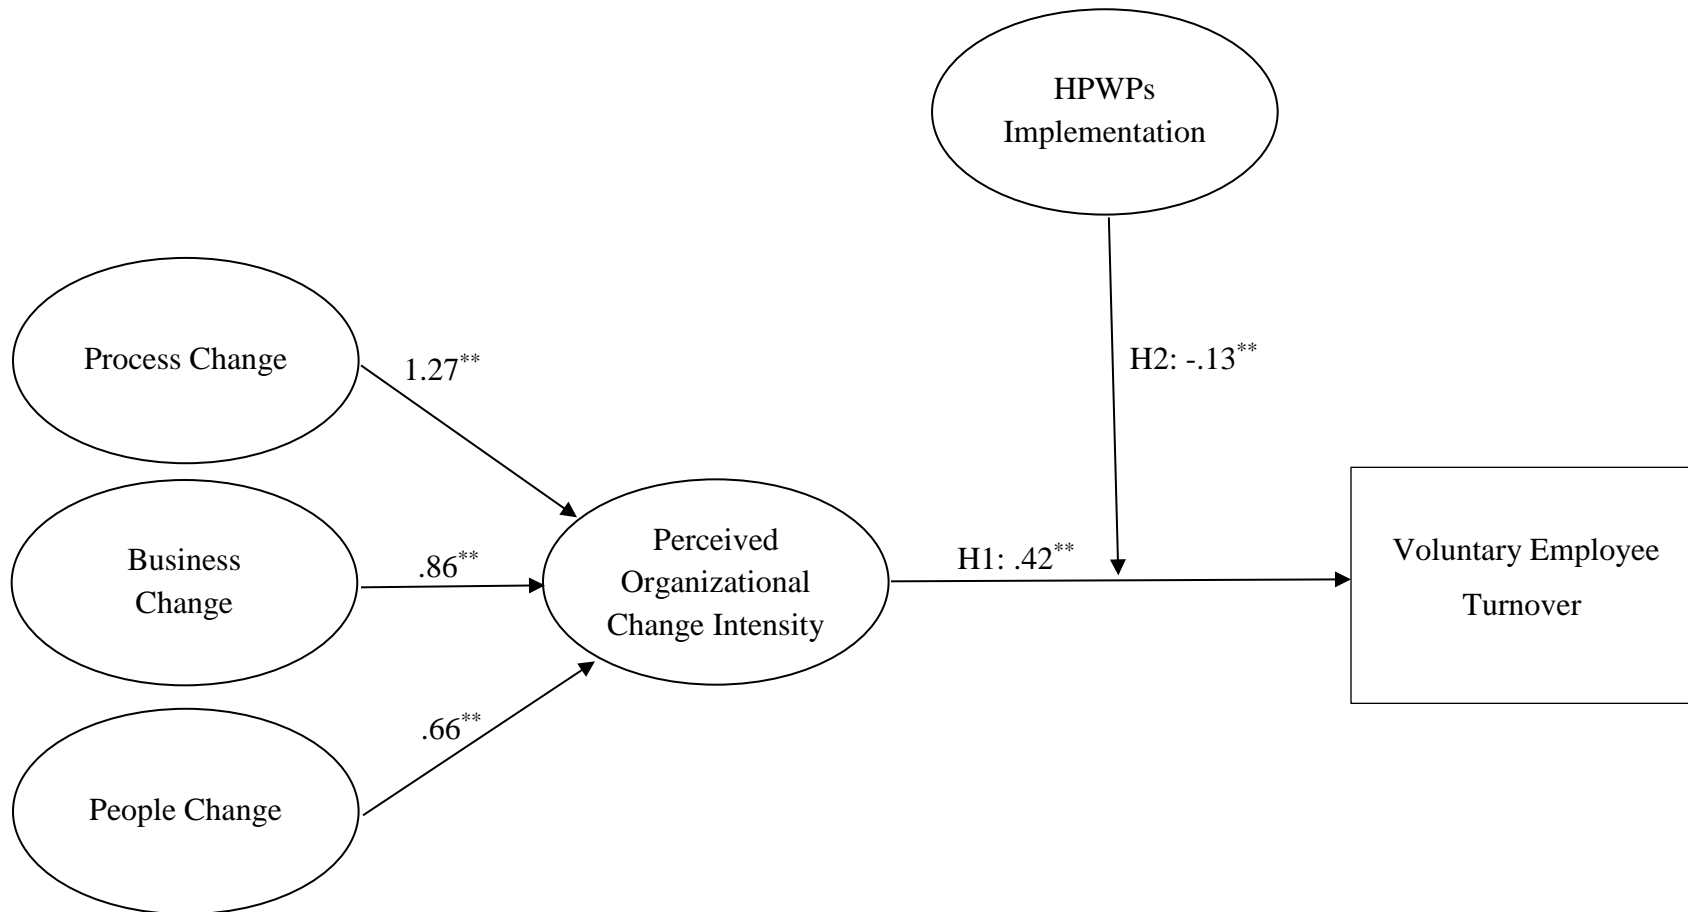 HPWPs
Implementation
Process Change
1.27**
H2: -.13**
Business
Change
.86**
Perceived
Organizational
Change Intensity
H1: .42**
Voluntary Employee
Turnover
.66**
People Change